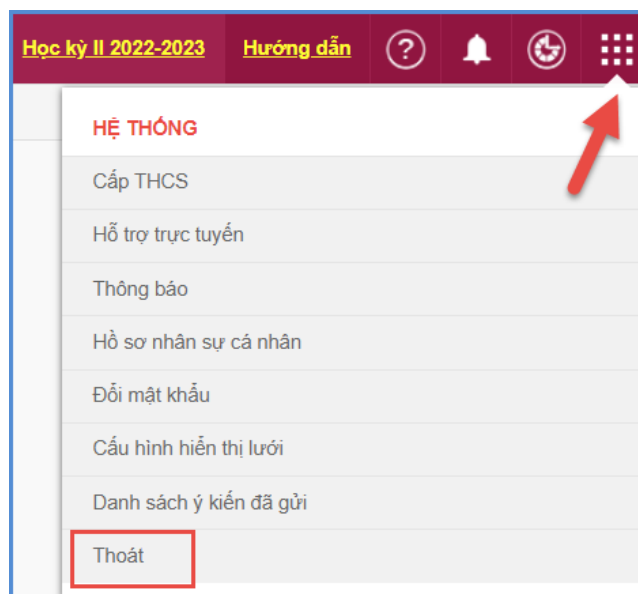 Học kỳ II 2022-2023 Hướng dẫn ?
HỆ THỐNG
Cấp THCS
Hỗ trợ trực tuyến
Thông báo
Hồ sơ nhân sự cá nhân
Đổi mật khẩu
Cấu hình hiển thị lưới
Danh sách ý kiến đã gửi
Thoát